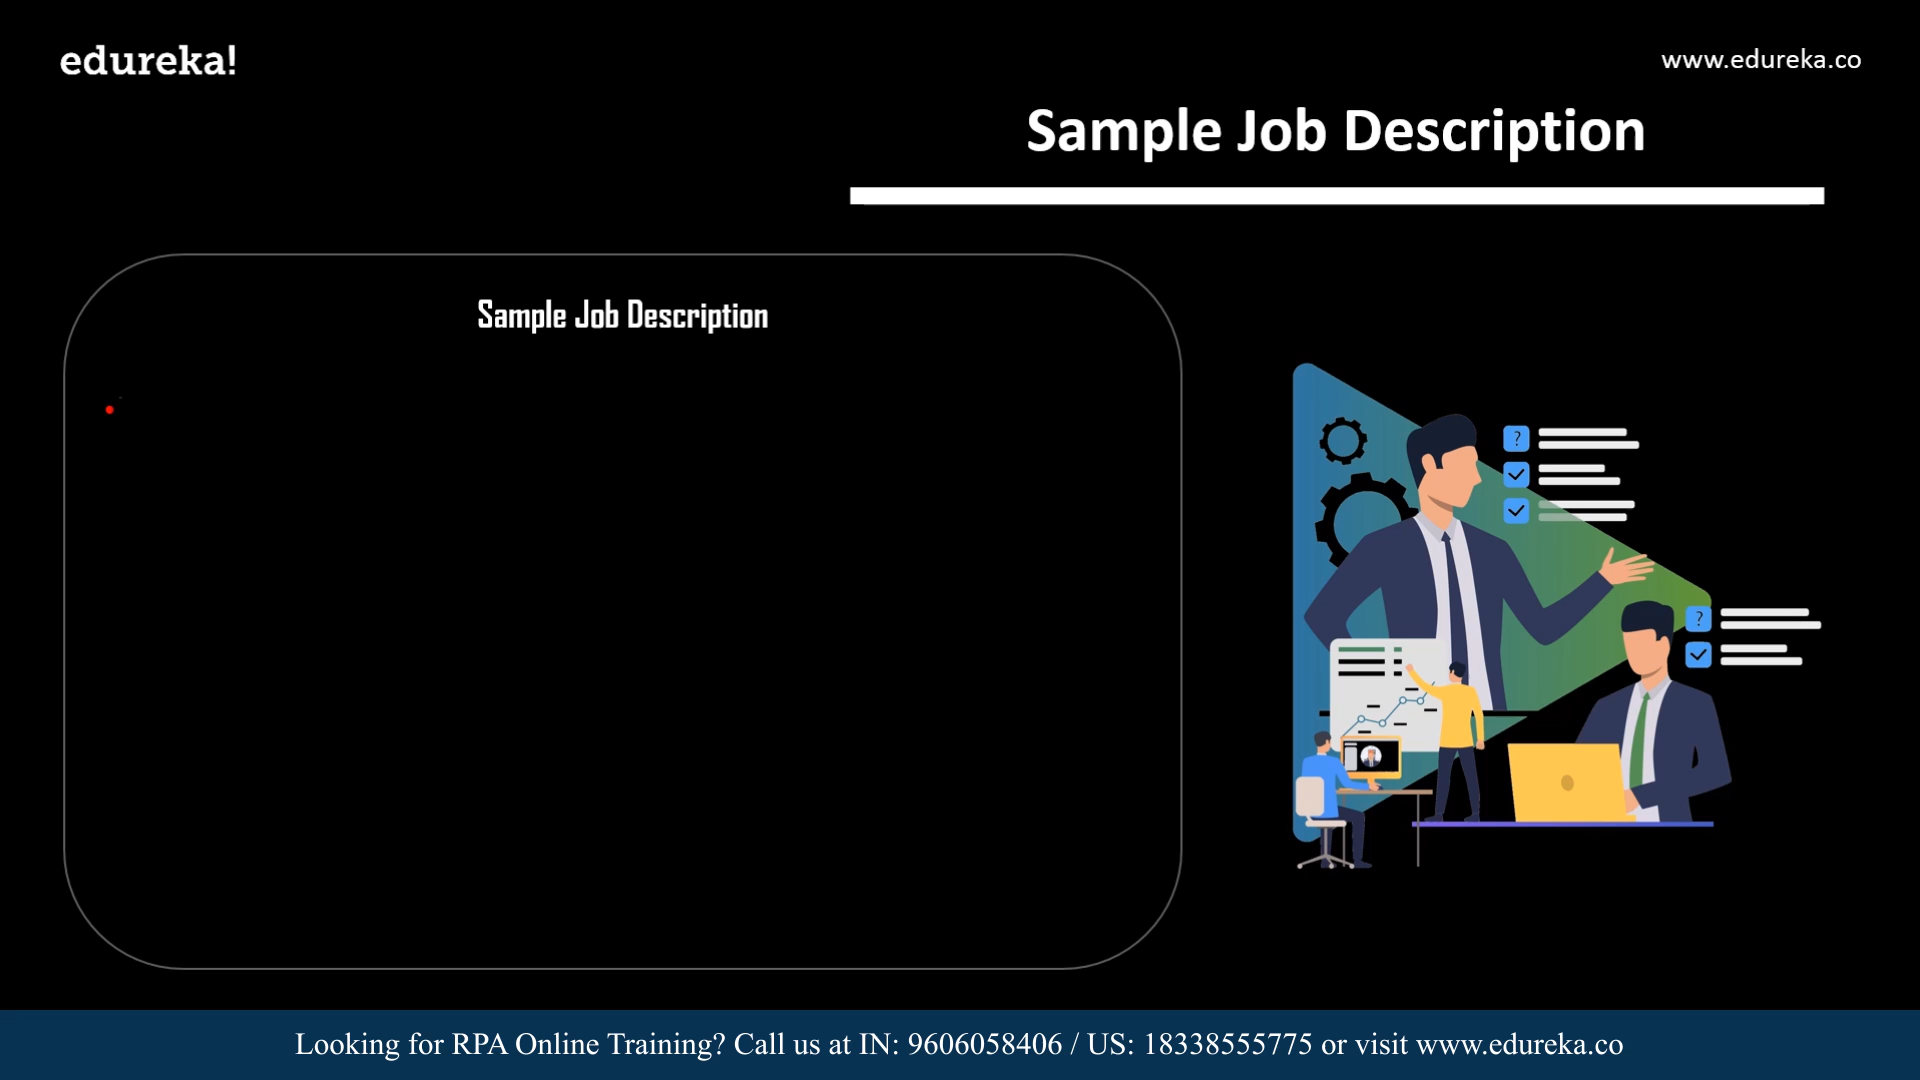 edureka!
www.edureka.co
Sample Job Description
Sample Job Description
?
?
Looking for RPA Online Training? Call us at IN: 9606058406 / US: 18338555775 or visit www.edureka.co